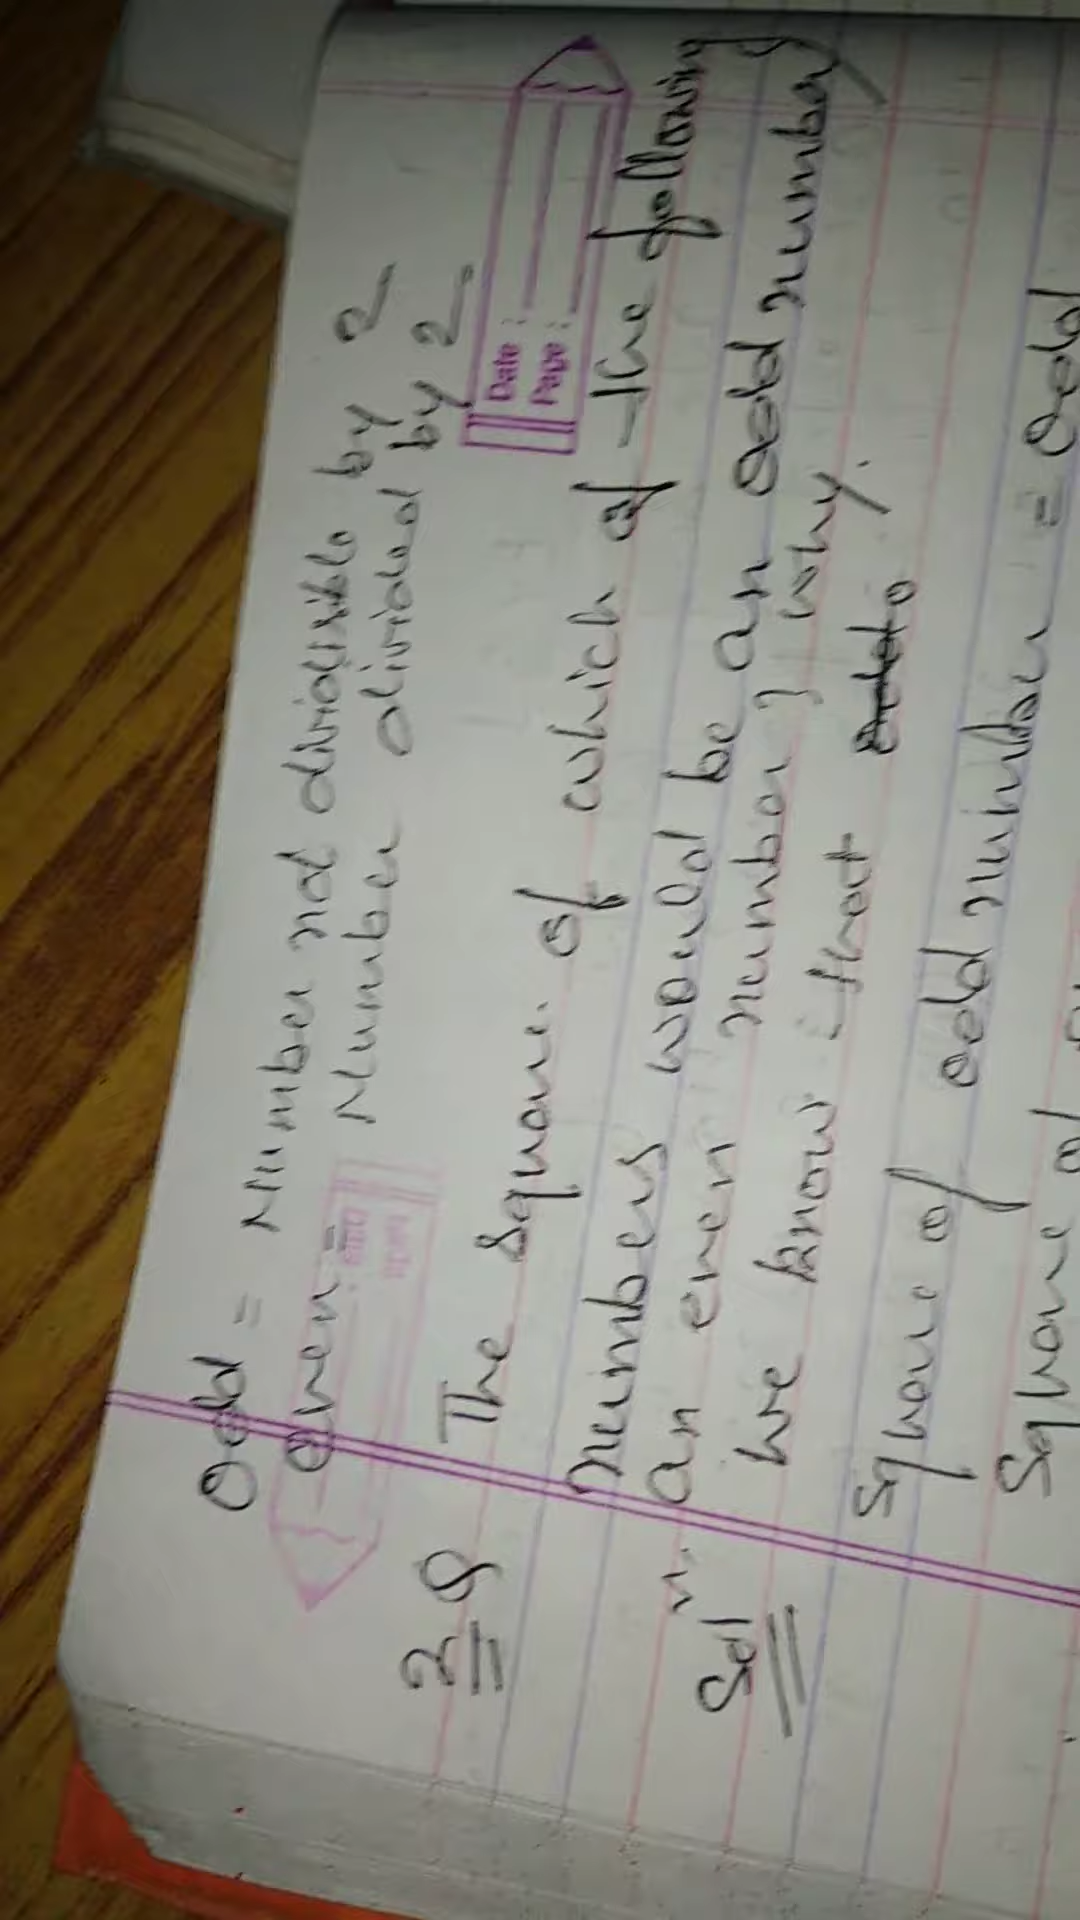 Odd = Number not dividisible by 2
even = Number divided by 2
Date :
Page :
2 Q The Square of which of the following
numbers would be an odd number/
an even number? why.
Solⁿ. we know that
Square of odd number = odd
Square of